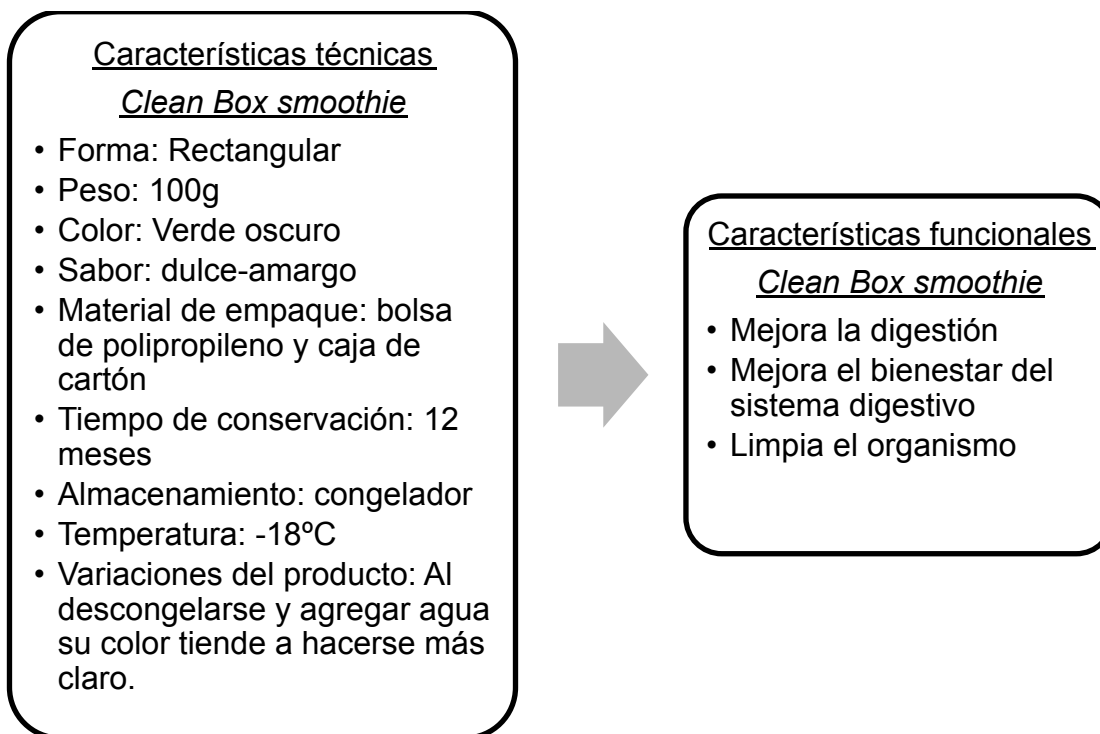 Características técnicas
Clean Box smoothie
• Forma: Rectangular
• Peso: 100g
• Color: Verde oscuro
• Sabor: dulce-amargo
• Material de empaque: bolsa
de polipropileno y caja de
cartón
• Tiempo de conservación: 12
meses
• Almacenamiento: congelador
• Temperatura: -18ºC
• Variaciones del producto: Al
descongelarse y agregar agua
su color tiende a hacerse más
claro.
Características funcionales
Clean Box smoothie
• Mejora la digestión
• Mejora el bienestar del
sistema digestivo
• Limpia el organismo